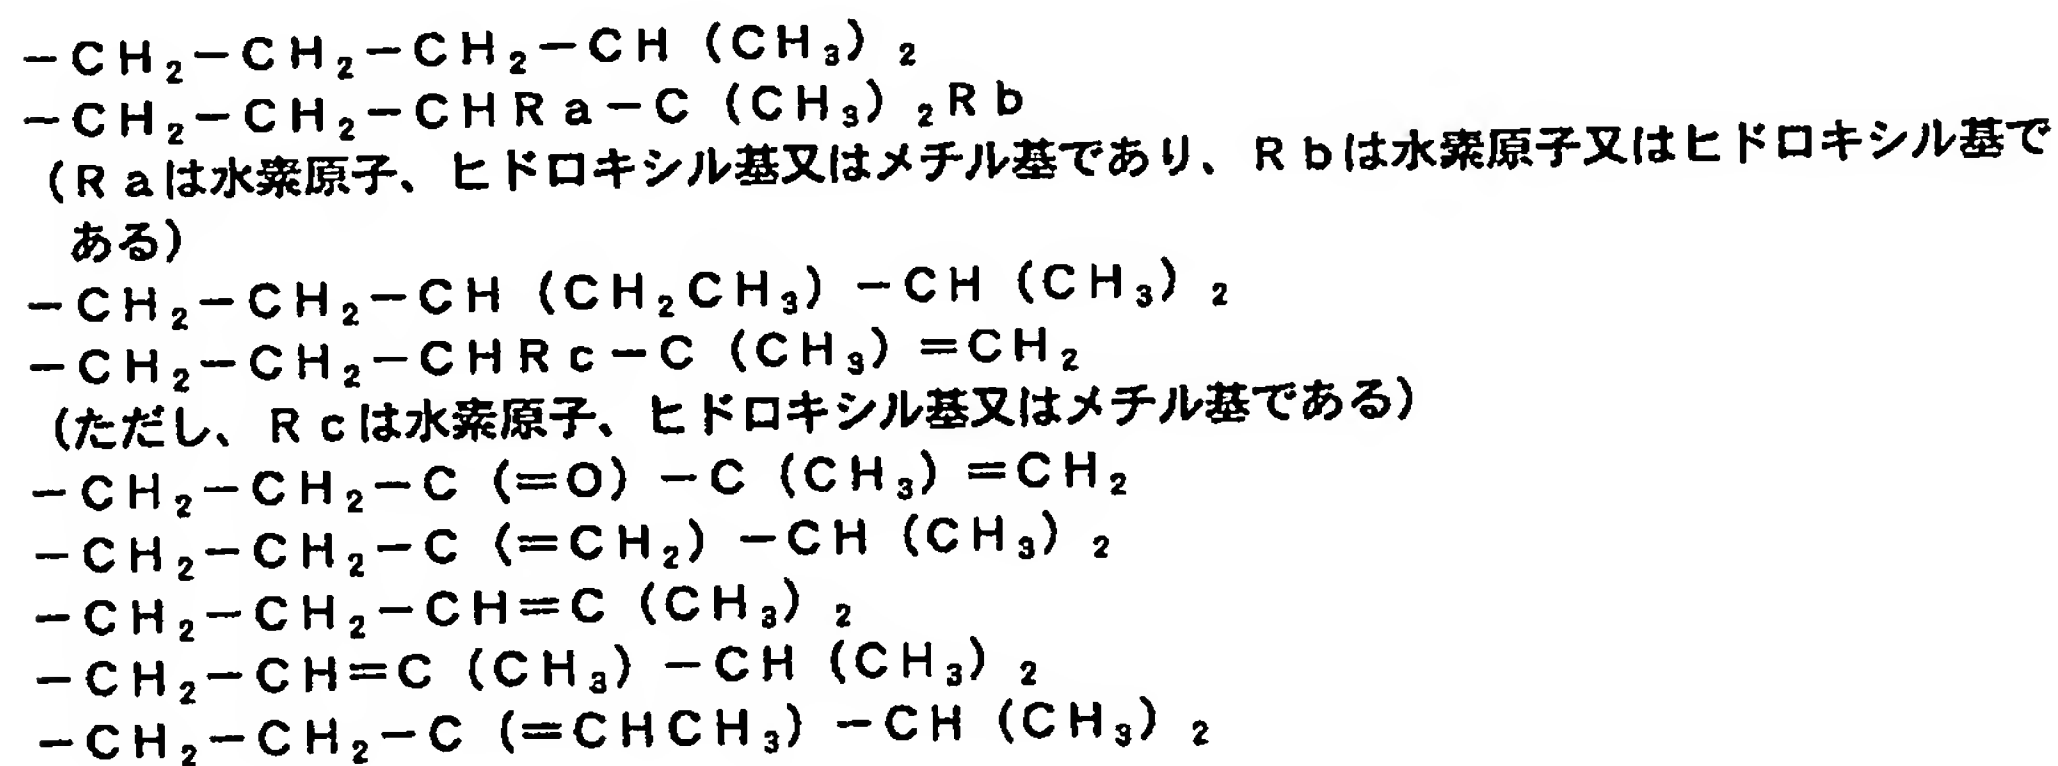 −CH₂−CH₂−CH₂−CH(CH₃)₂
−CH₂−CH₂−CHRa−C(CH₃)₂Rb
(Raは水素原子、ヒドロキシル基又はメチル基であり、Rbは水素原子又はヒドロキシル基で
ある)
−CH₂−CH₂−CH(CH₂CH₃)−CH(CH₃)₂
−CH₂−CH₂−CHRc−C(CH₃)=CH₂
(ただし、Rcは水素原子、ヒドロキシル基又はメチル基である)
−CH₂−CH₂−C(=O)−C(CH₃)=CH₂
−CH₂−CH₂−C(=CH₂)−CH(CH₃)₂
−CH₂−CH₂−CH=C(CH₃)₂
−CH₂−CH=C(CH₃)−CH(CH₃)₂
−CH₂−CH₂−C(=CHCH₃)−CH(CH₃)₂